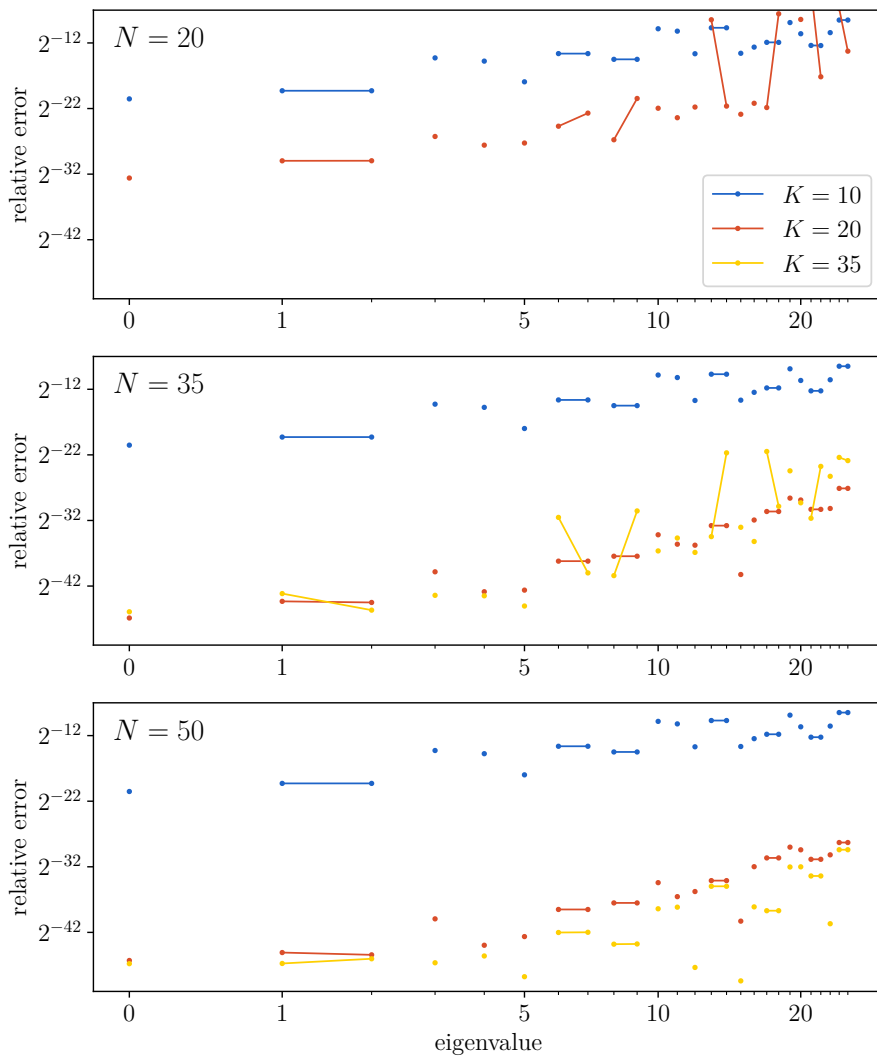 N = 20
relative error
2⁻¹²
2⁻²²
2⁻³²
2⁻⁴²
K = 10
K = 20
K = 35
0 1 5 10 20
N = 35
relative error
2⁻¹²
2⁻²²
2⁻³²
2⁻⁴²
0 1 5 10 20
N = 50
relative error
2⁻¹²
2⁻²²
2⁻³²
2⁻⁴²
0 1 5 10 20
eigenvalue